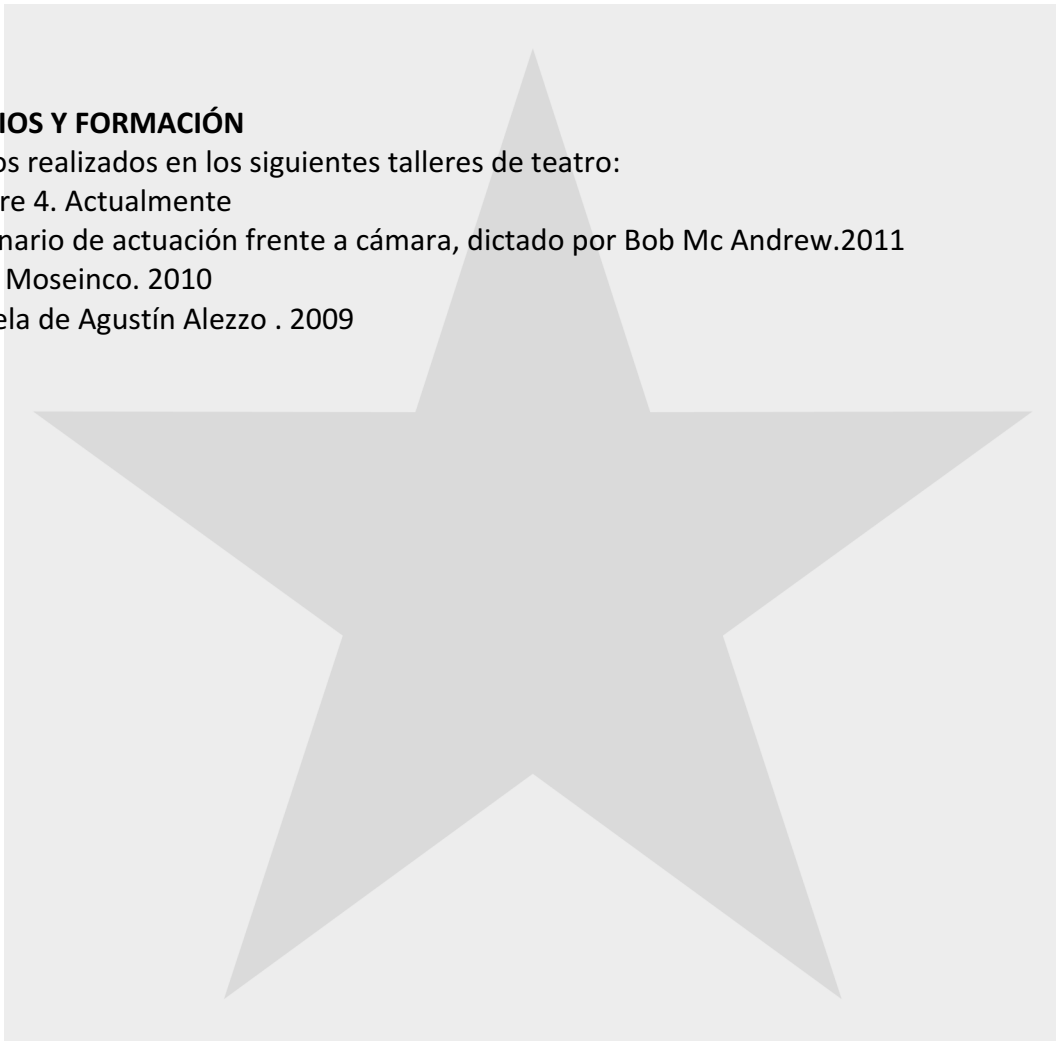 IOS Y FORMACIÓN
os realizados en los siguientes talleres de teatro:
re 4. Actualmente
nario de actuación frente a cámara, dictado por Bob Mc Andrew.2011
Moseinco. 2010
ela de Agustín Alezzo . 2009